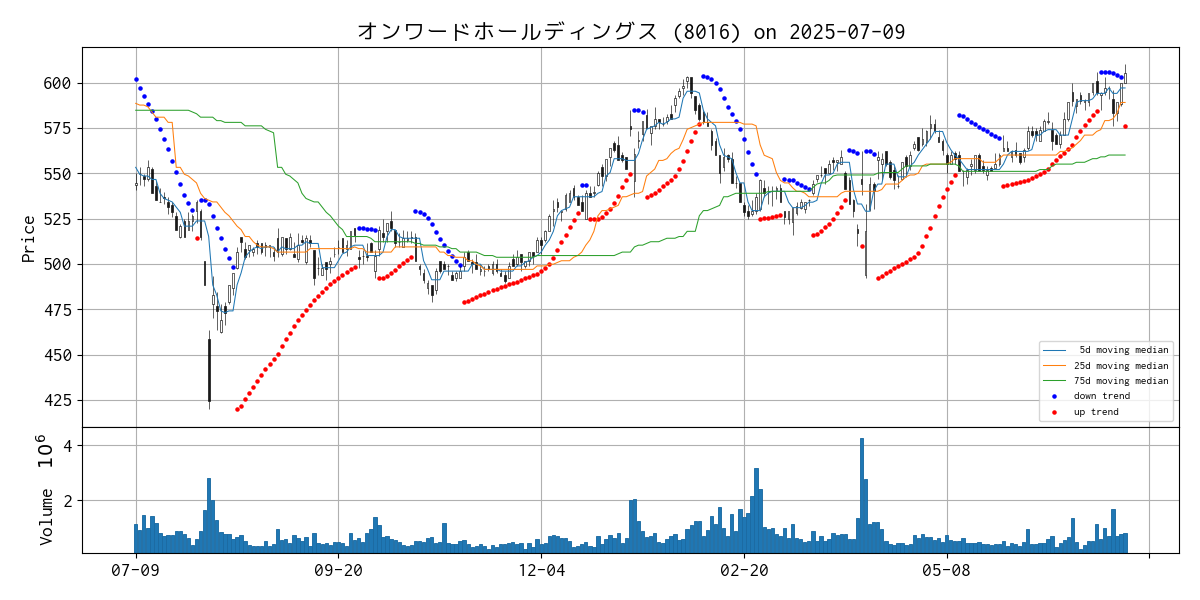 オンワードホールディングス (8016) on 2025-07-09
Price
600
575
550
525
500
475
450
425
5d moving median
25d moving median
75d moving median
down trend
up trend
Volume 10^6
4
2
07-09
09-20
12-04
02-20
05-08